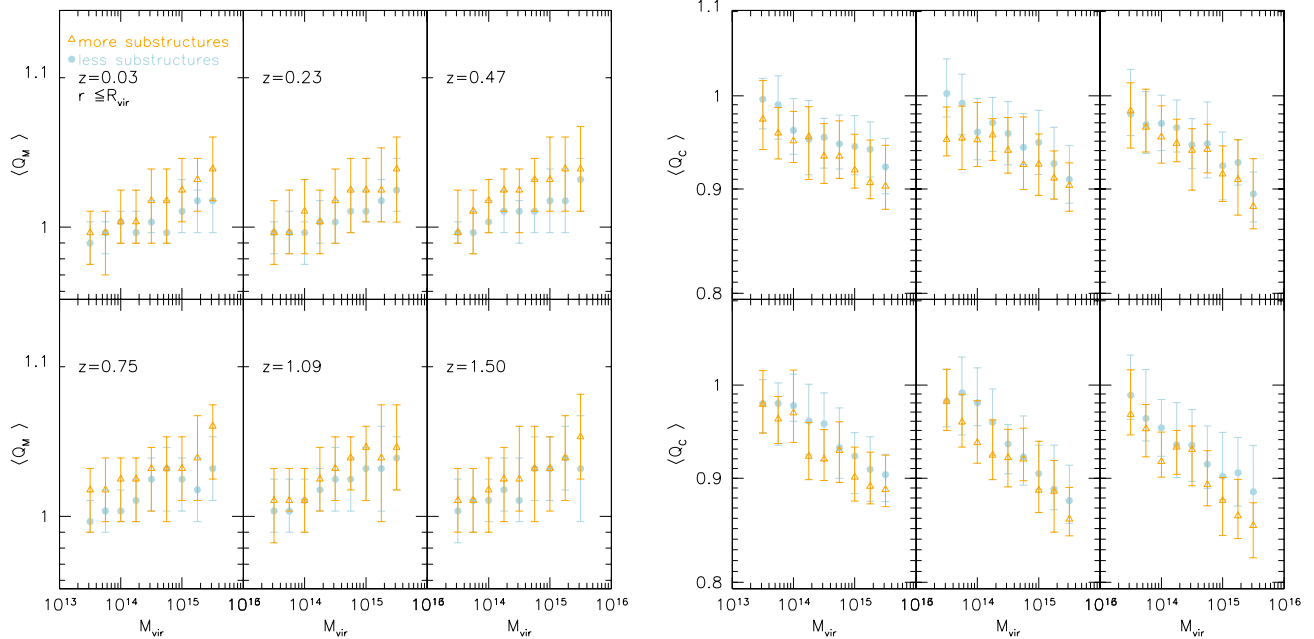 △ more substructures
● less substructures
z=0.03
r ≦R_vir
z=0.23
z=0.47
1.1
1
⟨Q_M⟩
z=0.75
z=1.09
z=1.50
1.1
1
⟨Q_M⟩
10^13 10^14 10^15 10^16 10^14 10^15 10^16 10^14 10^15 10^16
M_vir M_vir M_vir
1.1
1
0.9
0.8
⟨Q_C⟩
1
0.9
0.8
⟨Q_C⟩
10^13 10^14 10^15 10^16 10^14 10^15 10^16 10^14 10^15 10^16
M_vir M_vir M_vir